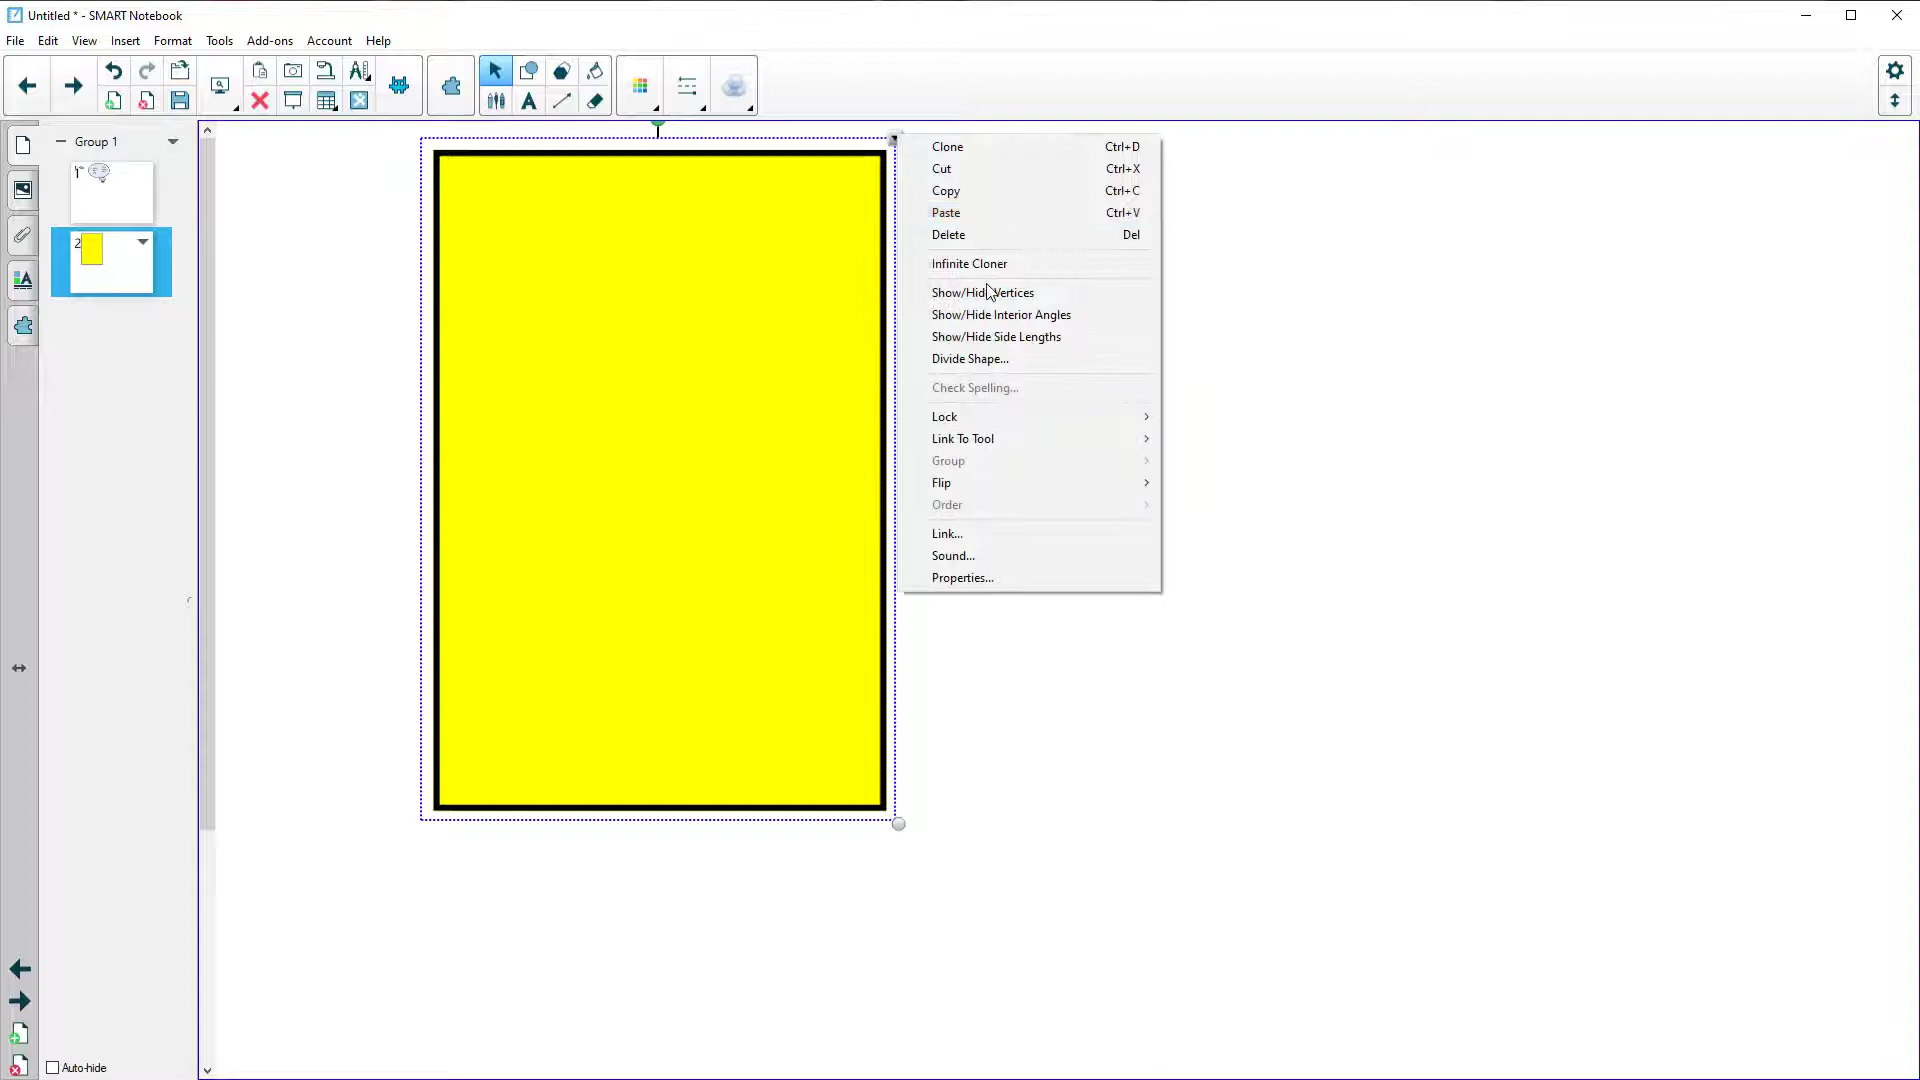 Untitled * - SMART Notebook
File Edit View Insert Format Tools Add-ons Account Help
Group 1
1
2
Clone Ctrl+D
Cut Ctrl+X
Copy Ctrl+C
Paste Ctrl+V
Delete Del
Infinite Cloner
Show/Hide Vertices
Show/Hide Interior Angles
Show/Hide Side Lengths
Divide Shape...
Check Spelling...
Lock
Link To Tool
Group
Flip
Order
Link...
Sound...
Properties...
Auto-hide